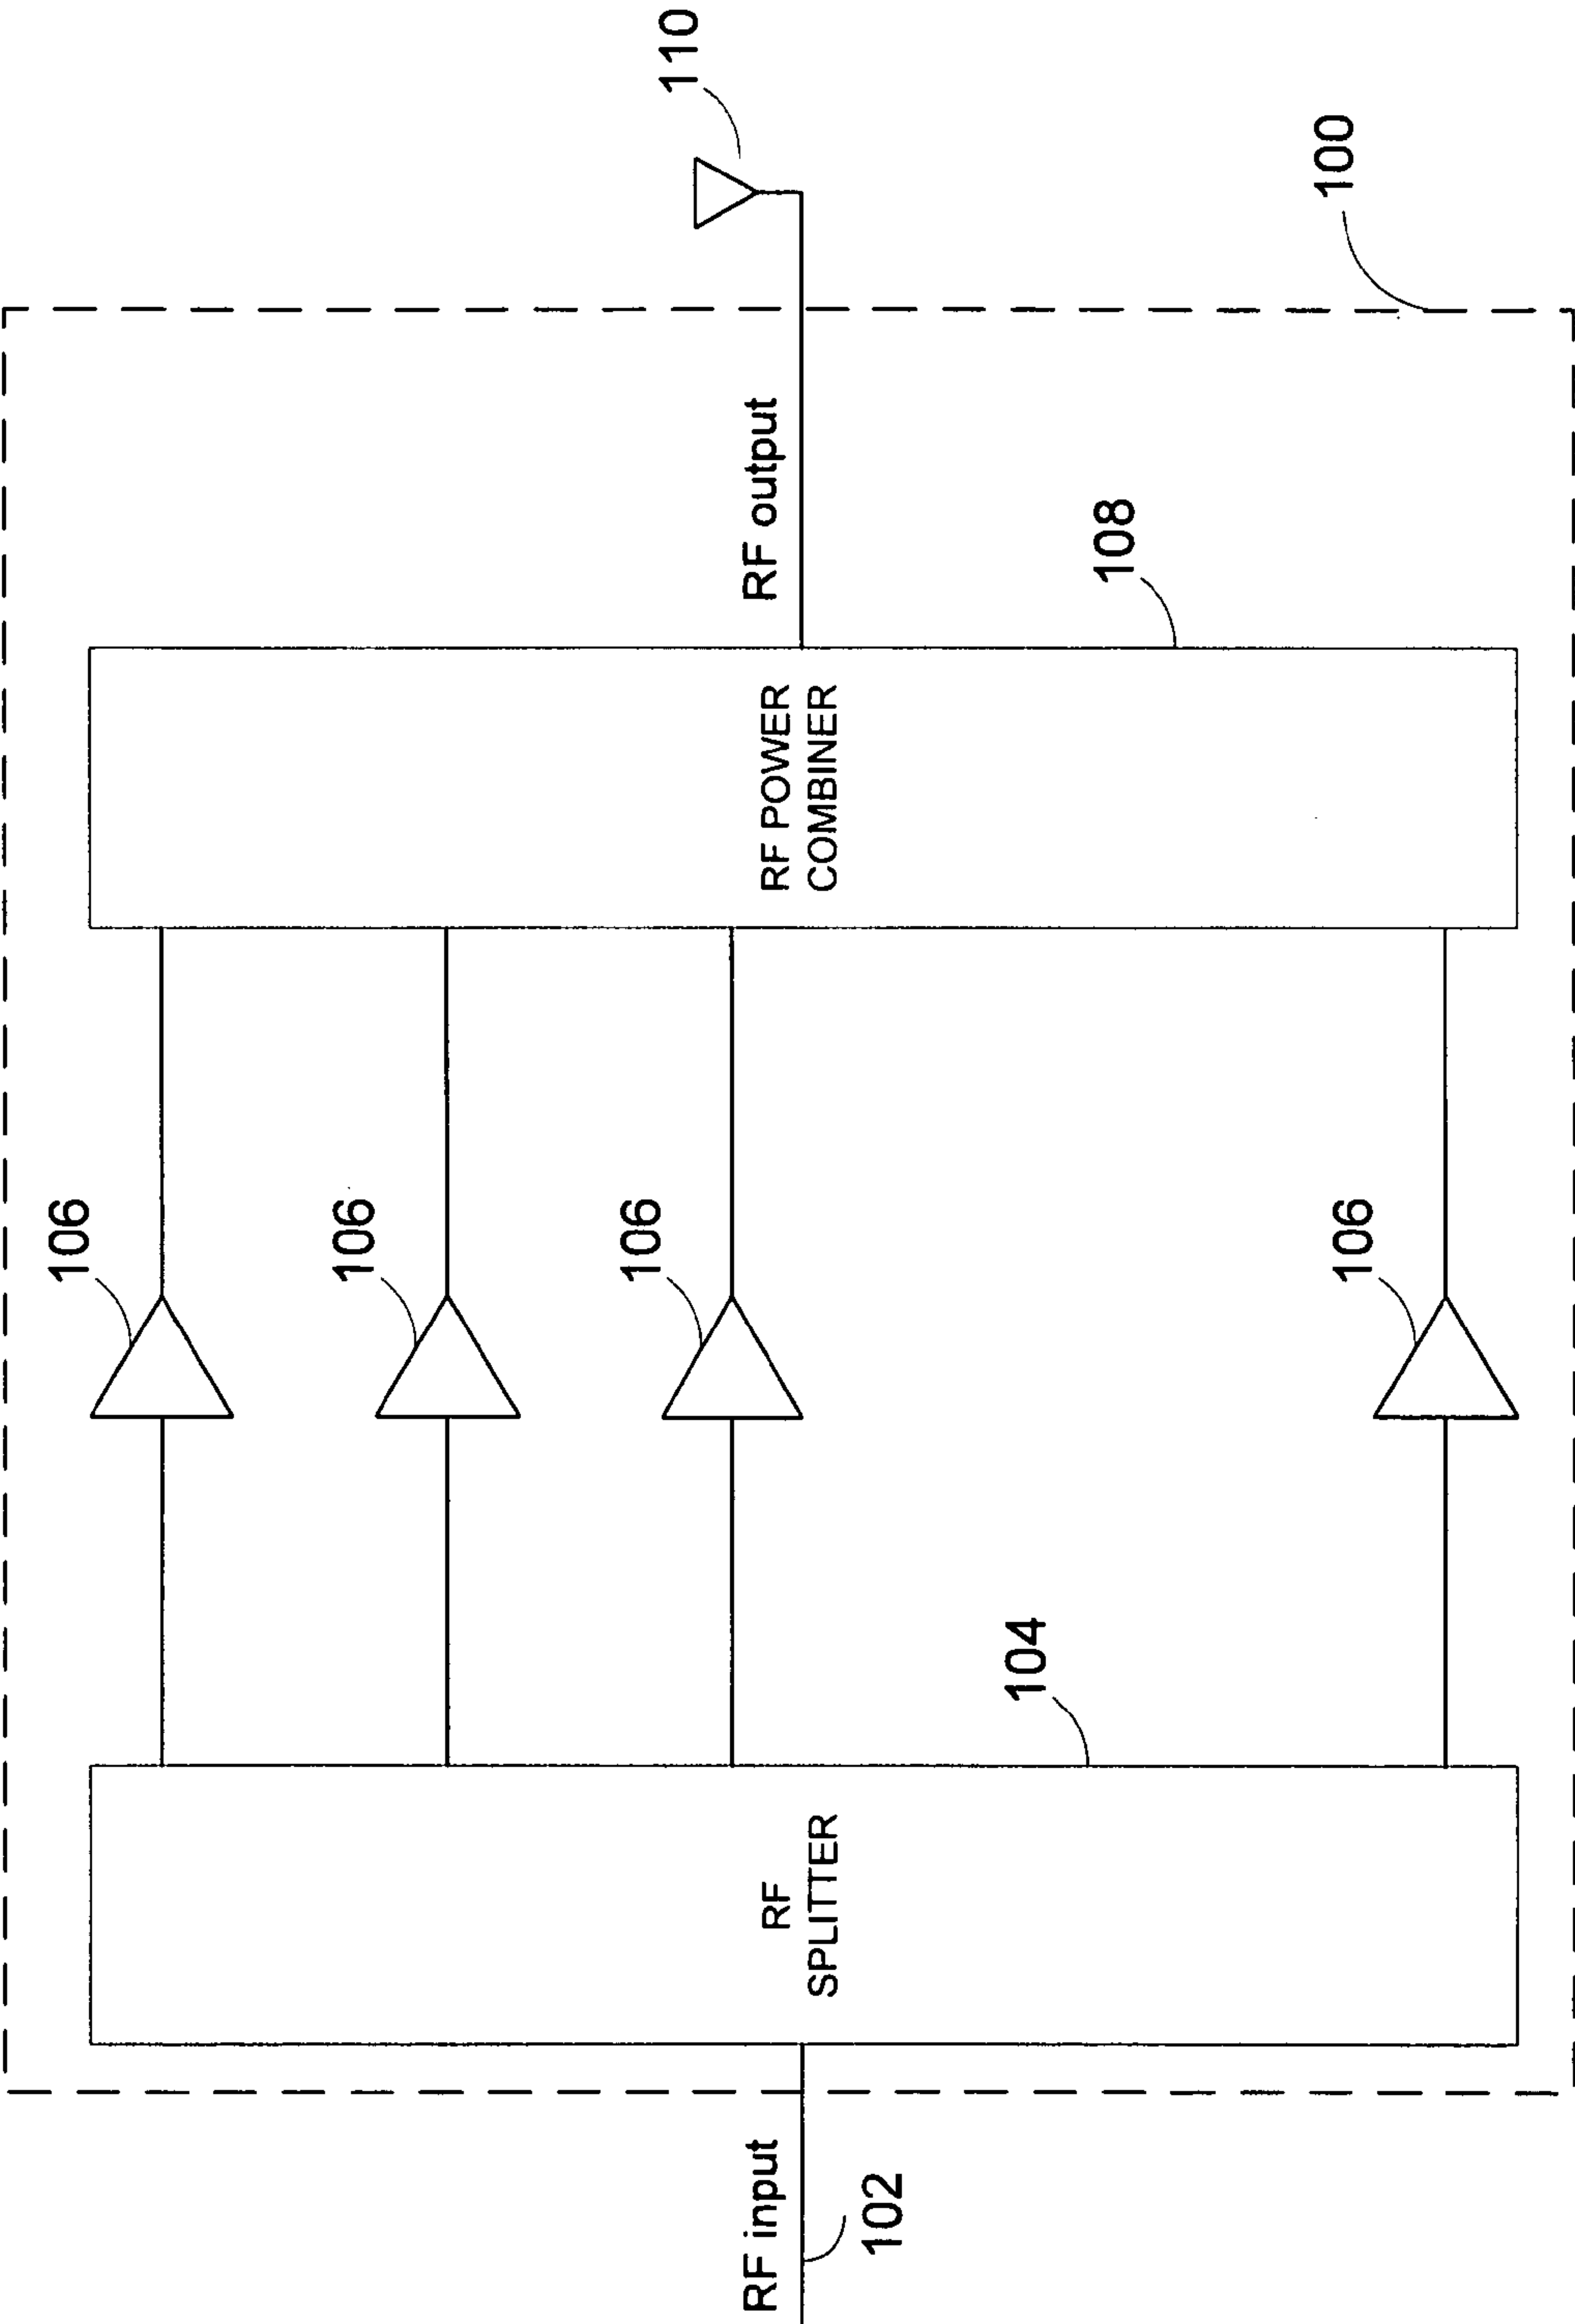 RF input
102
RF
SPLITTER
104
106
106
106
106
RF POWER
COMBINER
108
RF output
110
100